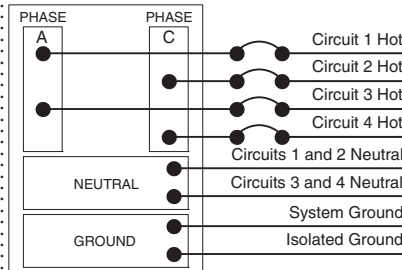 PHASE PHASE
A C
Circuit 1 Hot
Circuit 2 Hot
Circuit 3 Hot
Circuit 4 Hot
Circuits 1 and 2 Neutral
NEUTRAL
Circuits 3 and 4 Neutral
System Ground
GROUND
Isolated Ground